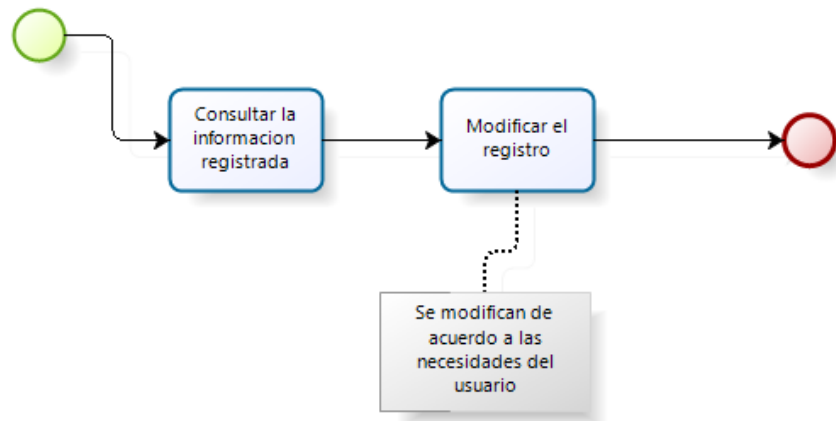 Consultar la
informacion
registrada
Modificar el
registro
Se modifican de
acuerdo a las
necesidades del
usuario